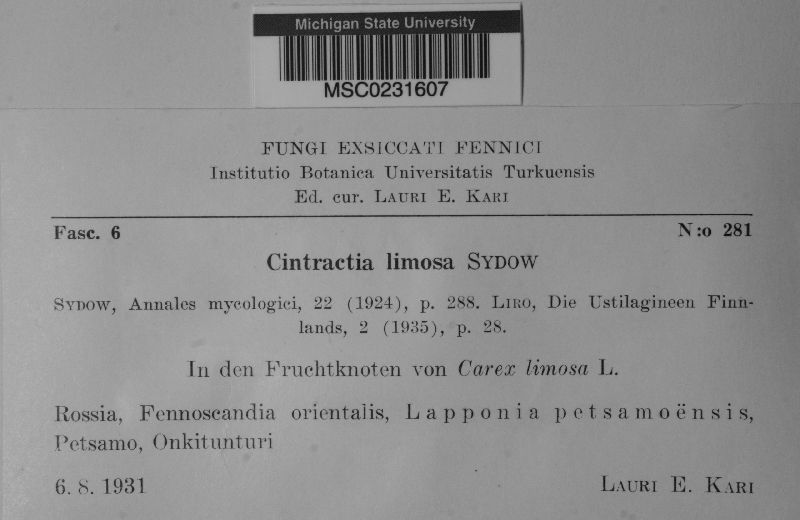 Michigan State University
MSC0231607
FUNGI EXSICCATI FENNICI
Institutio Botanica Universitatis Turkuensis
Ed. cur. LAURI E. KARI
Fasc. 6 N:o 281
Cintractia limosa SYDOW
SYDOW, Annales mycologici, 22 (1924), p. 288. LIRO, Die Ustilagineen Finn-
lands, 2 (1935), p. 28.
In den Fruchtknoten von Carex limosa L.
Rossia, Fennoscandia orientalis, Lapponia petsamoënsis,
Petsamo, Onkitunturi
6. 8. 1931 LAURI E. KARI